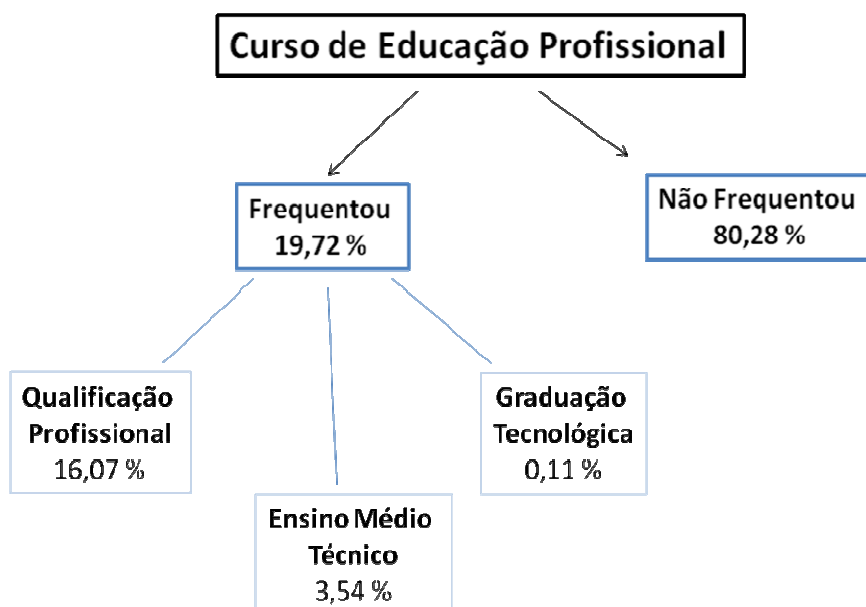 Curso de Educação Profissional
Frequentou
19,72 %
Não Frequentou
80,28 %
Qualificação
Profissional
16,07 %
Ensino Médio
Técnico
3,54 %
Graduação
Tecnológica
0,11 %